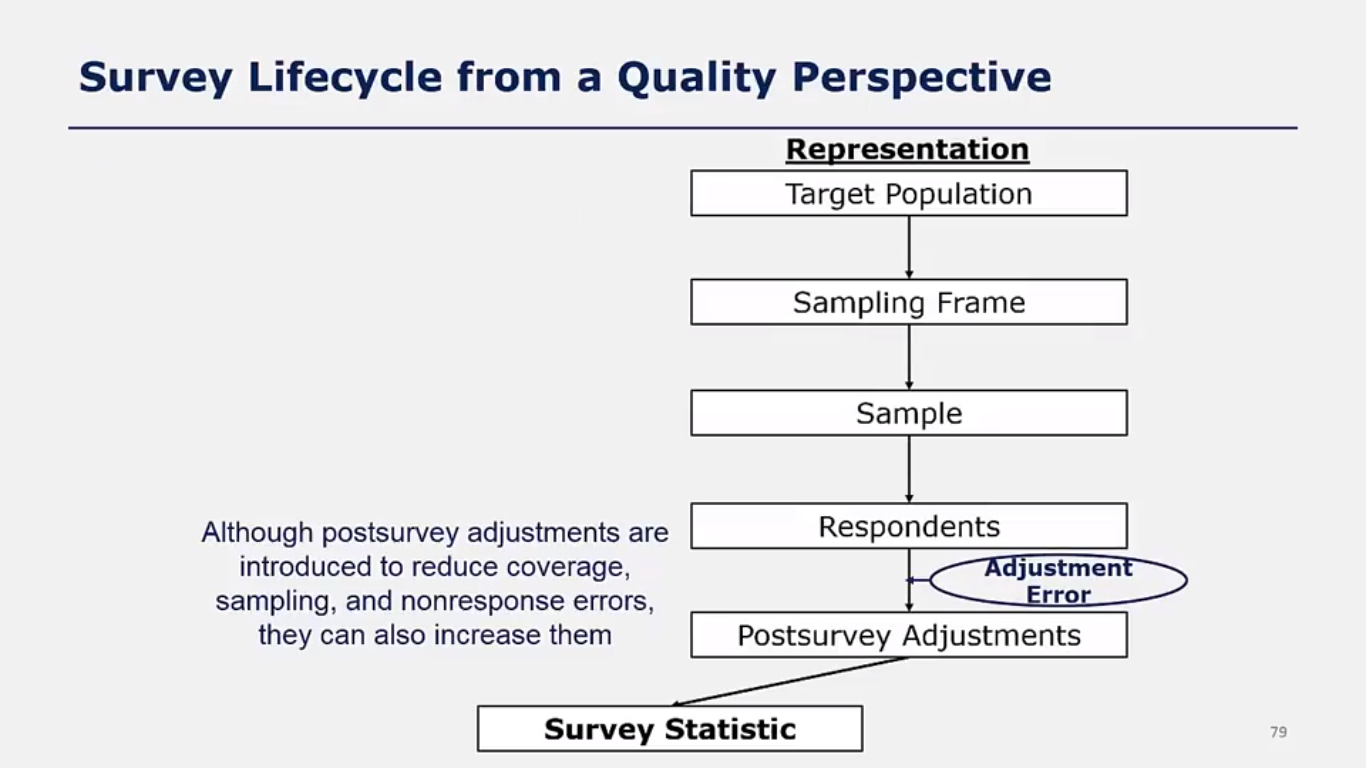 Survey Lifecycle from a Quality Perspective
Representation
Target Population
Sampling Frame
Sample
Respondents
Although postsurvey adjustments are
introduced to reduce coverage,
sampling, and nonresponse errors,
they can also increase them
Adjustment
Error
Postsurvey Adjustments
Survey Statistic
79